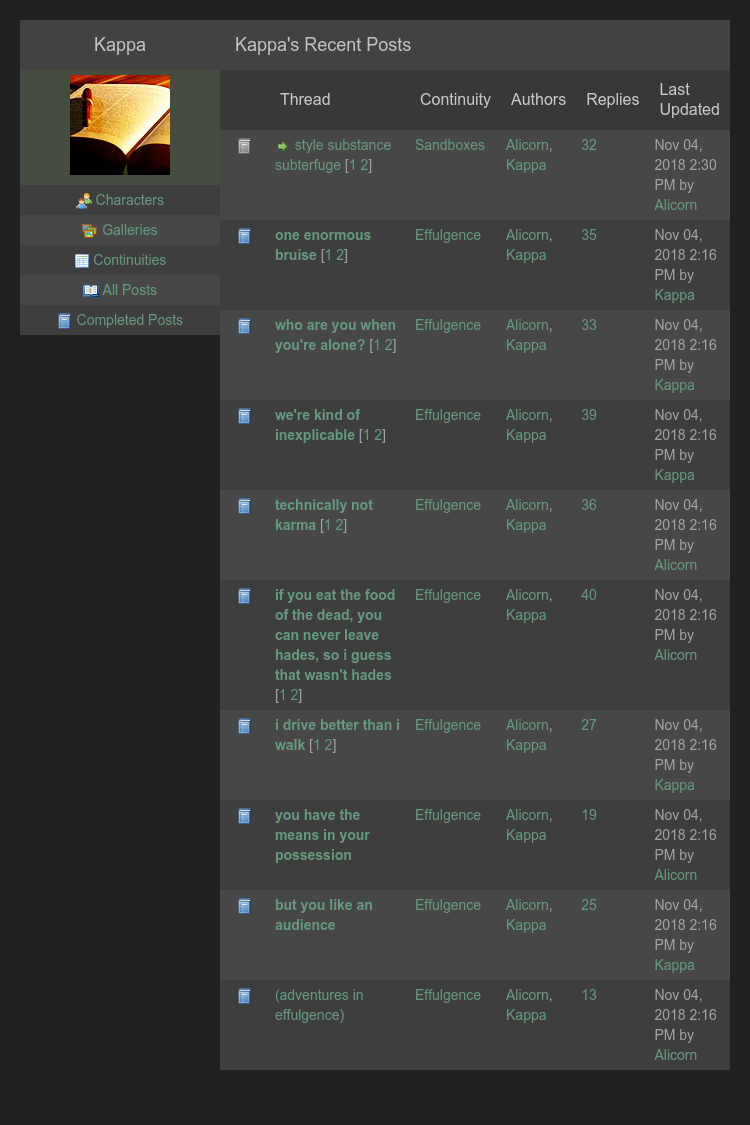 Kappa
Characters
Galleries
Continuities
All Posts
Completed Posts
Kappa's Recent Posts
Thread Continuity Authors Replies Last Updated
style substance subterfuge [1 2] Sandboxes Alicorn, Kappa 32 Nov 04, 2018 2:30 PM by Alicorn
one enormous bruise [1 2] Effulgence Alicorn, Kappa 35 Nov 04, 2018 2:16 PM by Kappa
who are you when you're alone? [1 2] Effulgence Alicorn, Kappa 33 Nov 04, 2018 2:16 PM by Kappa
we're kind of inexplicable [1 2] Effulgence Alicorn, Kappa 39 Nov 04, 2018 2:16 PM by Kappa
technically not karma [1 2] Effulgence Alicorn, Kappa 36 Nov 04, 2018 2:16 PM by Alicorn
if you eat the food of the dead, you can never leave hades, so i guess that wasn't hades [1 2] Effulgence Alicorn, Kappa 40 Nov 04, 2018 2:16 PM by Alicorn
i drive better than i walk [1 2] Effulgence Alicorn, Kappa 27 Nov 04, 2018 2:16 PM by Kappa
you have the means in your possession Effulgence Alicorn, Kappa 19 Nov 04, 2018 2:16 PM by Alicorn
but you like an audience Effulgence Alicorn, Kappa 25 Nov 04, 2018 2:16 PM by Kappa
(adventures in effulgence) Effulgence Alicorn, Kappa 13 Nov 04, 2018 2:16 PM by Alicorn